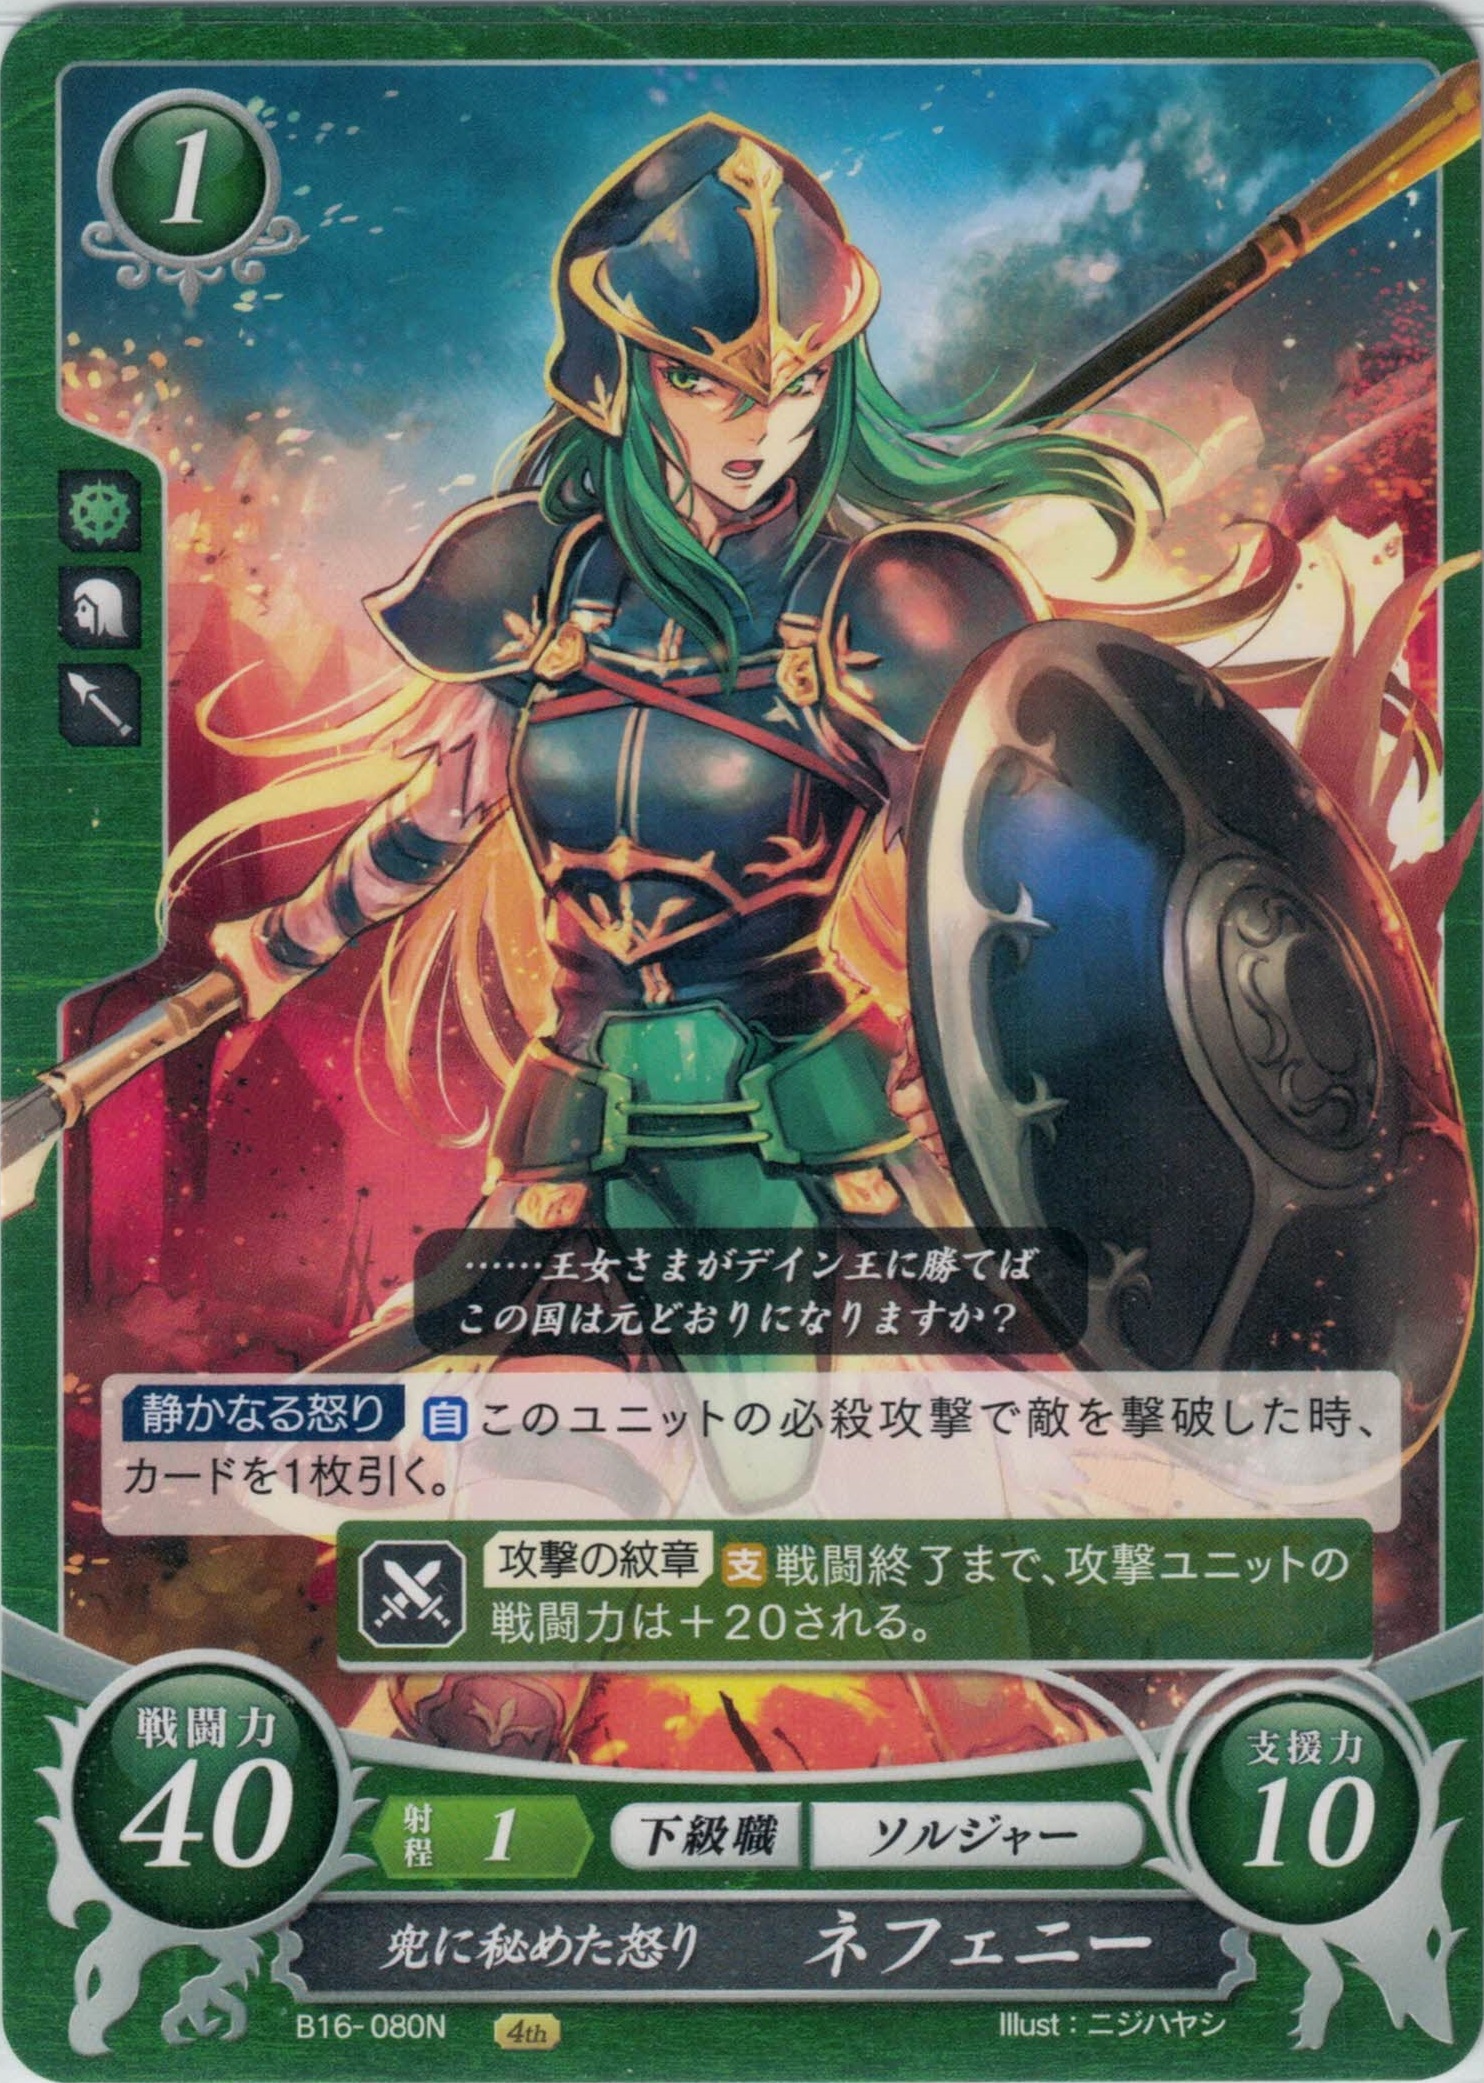 1
……王女さまがデイン王に勝てば
この国は元どおりになりますか?
静かなる怒り 自 このユニットの必殺攻撃で敵を撃破した時、
カードを1枚引く。
攻撃の紋章 支 戦闘終了まで、攻撃ユニットの
戦闘力は+20される。
戦闘力
40
射程 1
下級職 ソルジャー
支援力
10
兜に秘めた怒り ネフェニー
B16-080N 4th Illust:ニジハヤシ